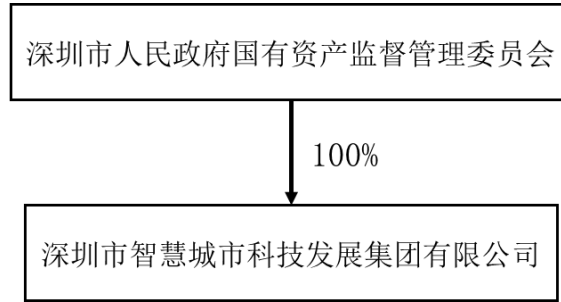 深圳市人民政府国有资产监督管理委员会
100%
深圳市智慧城市科技发展集团有限公司